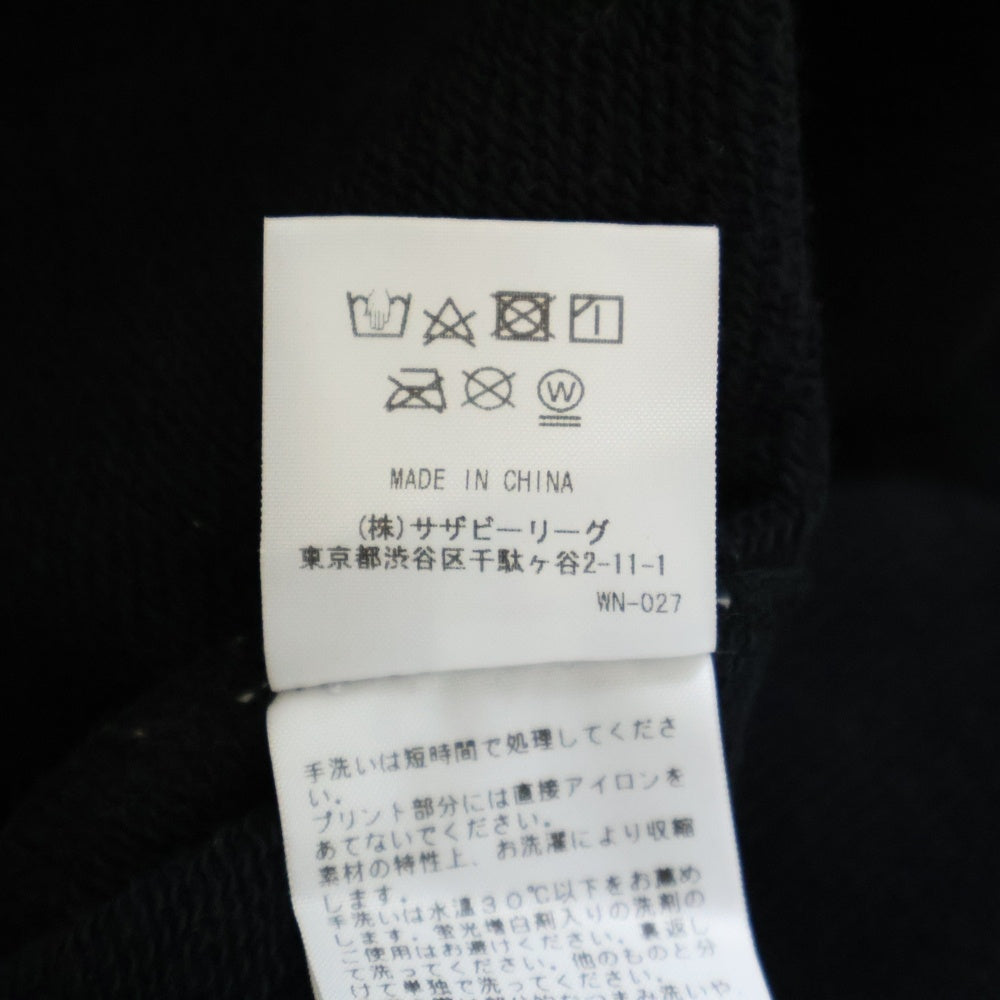 W
MADE IN CHINA
(株)サザビーリーグ
東京都渋谷区千駄ヶ谷2-11-1
WN-027
手洗いは短時間で処理してくださ
い。
プリント部分には直接アイロンを
あてないでください。
素材の特性上、お洗濯により収縮
します。
手洗いは水温30℃以下をお薦め
します。蛍光増白剤入りの洗剤の
ご使用はお避けください。裏返し
て洗ってください。他のものと分
けて単独で洗ってください。
つまみ洗いや